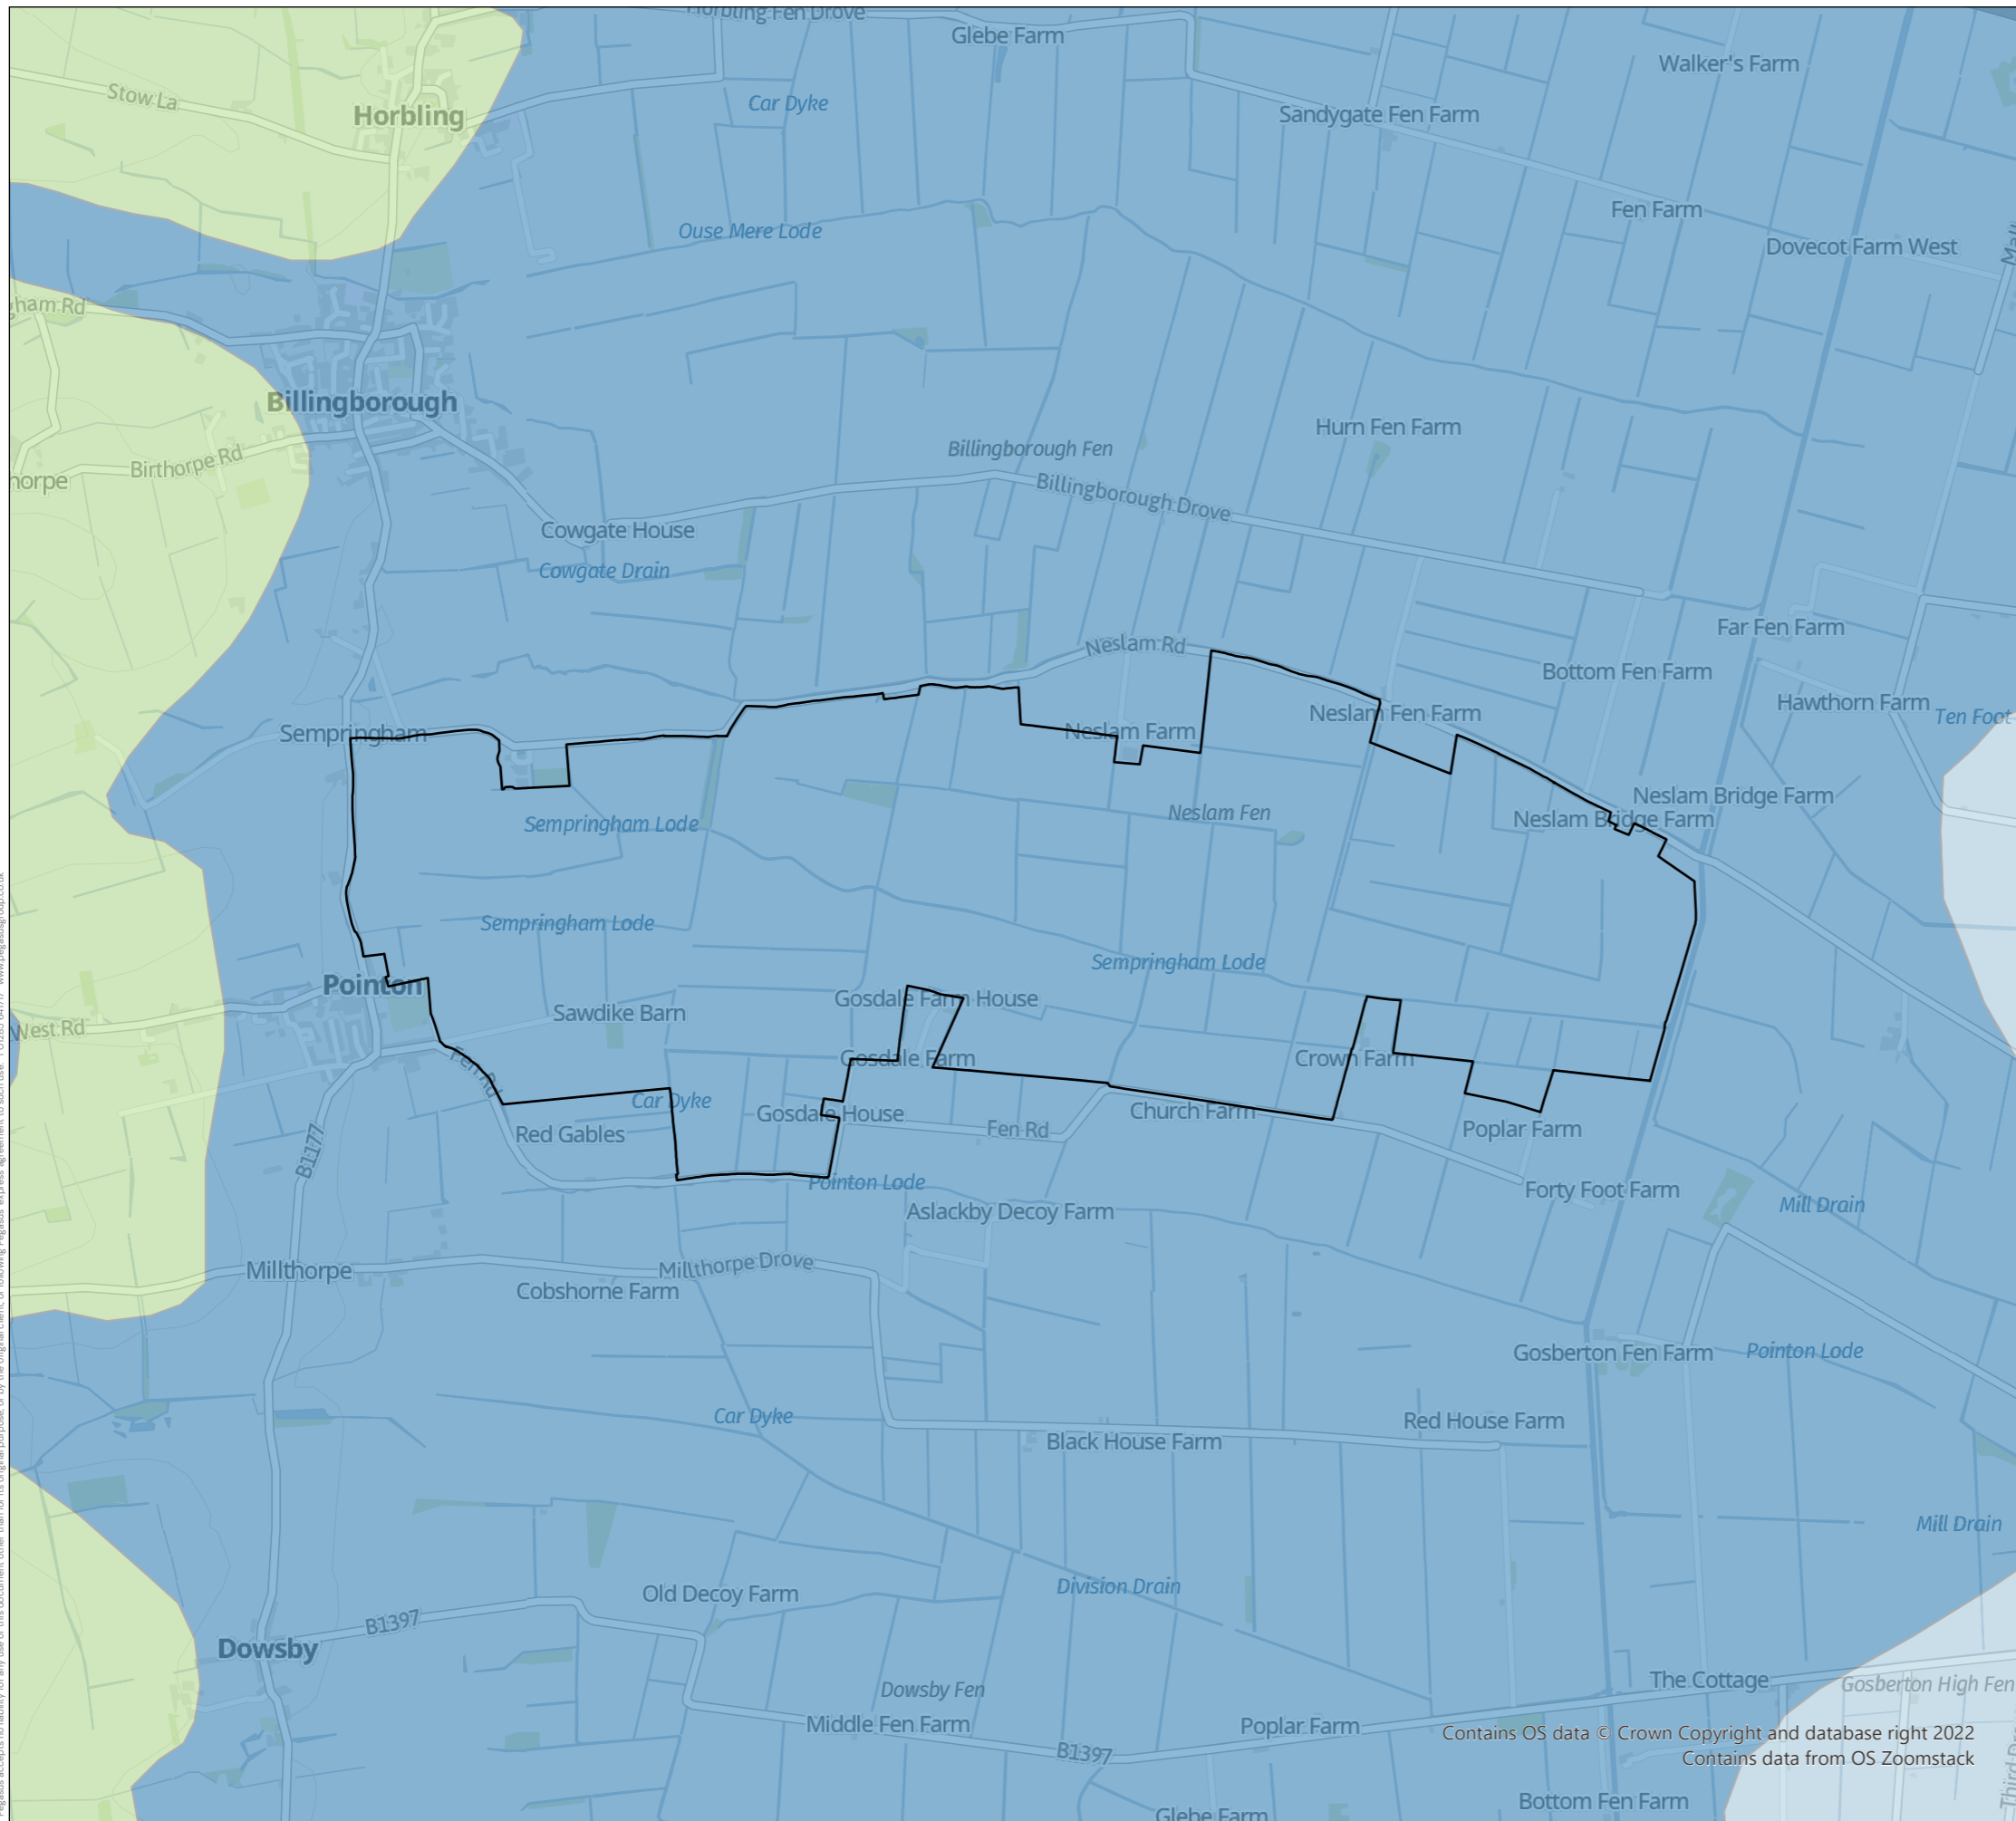 Horbling Fen Drove
Glebe Farm
Walker's Farm
Stow La
Horbling
Car Dyke
Sandygate Fen Farm
Fen Farm
Ouse Mere Lode
Dovecot Farm West
gham Rd
Billingborough
Hurn Fen Farm
Billingborough Fen
Birthorpe Rd
horpe
Billingborough Drove
Cowgate House
Cowgate Drain
Far Fen Farm
Neslam Rd
Bottom Fen Farm
Hawthorn Farm
Neslam Fen Farm
Ten Foot
Sempringham
Neslam Farm
Neslam Bridge Farm
Neslam Fen
Neslam Bridge Farm
Sempringham Lode
Sempringham Lode
Sempringham Lode
Pointon
Gosdale Farm House
Sawdike Barn
West Rd
Fen Rd
Gosdale Farm
Crown Farm
Car Dyke
Gosdale House
Church Farm
Fen Rd
Poplar Farm
Red Gables
B1177
Pointon Lode
Forty Foot Farm
Mill Drain
Aslackby Decoy Farm
Millthorpe
Millthorpe Drove
Cobshorne Farm
Gosberton Fen Farm
Pointon Lode
Car Dyke
Red House Farm
Black House Farm
Mill Drain
Division Drain
Old Decoy Farm
B1397
Dowsby
The Cottage
Gosberton High Fen
Dowsby Fen
Middle Fen Farm
Poplar Farm
B1397
Contains OS data © Crown Copyright and database right 2022
Contains data from OS Zoomstack
Bottom Fen Farm
Glebe Farm